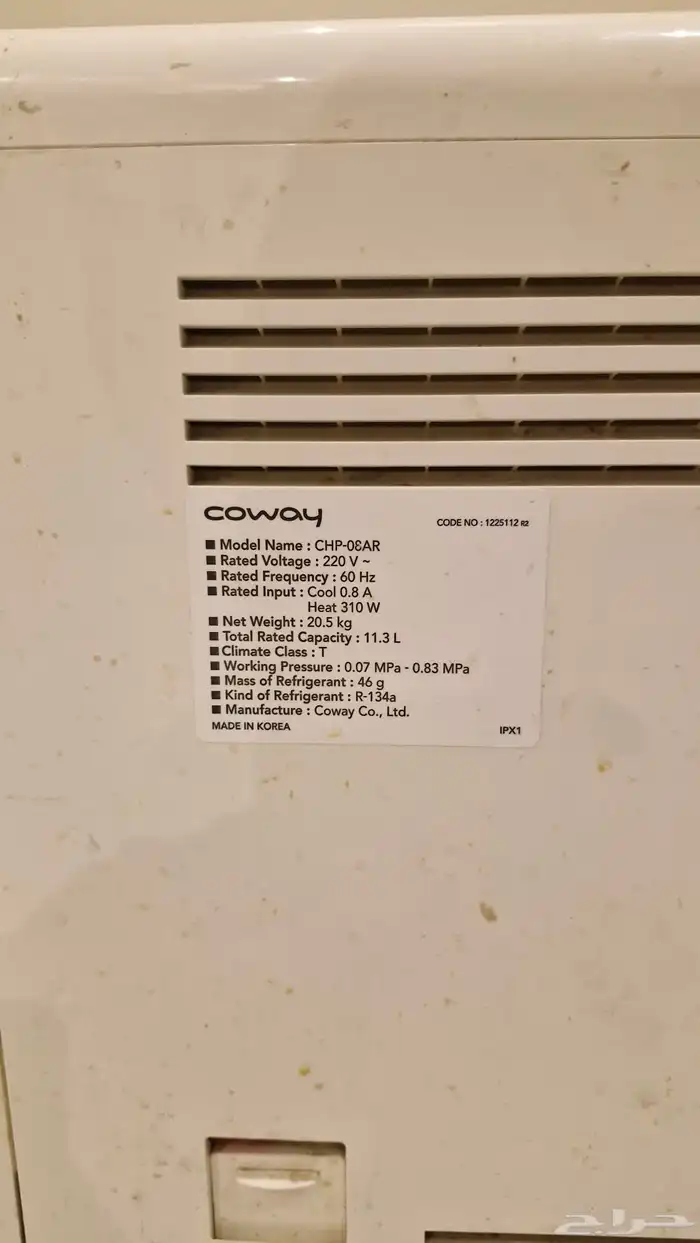 coway
CODE NO : 1225112 R2
■ Model Name : CHP-08AR
■ Rated Voltage : 220 V ~
■ Rated Frequency : 60 Hz
■ Rated Input : Cool 0.8 A
Heat 310 W
■ Net Weight : 20.5 kg
■ Total Rated Capacity : 11.3 L
■ Climate Class : T
■ Working Pressure : 0.07 MPa - 0.83 MPa
■ Mass of Refrigerant : 46 g
■ Kind of Refrigerant : R-134a
■ Manufacture : Coway Co., Ltd.
MADE IN KOREA
IPX1
حراج